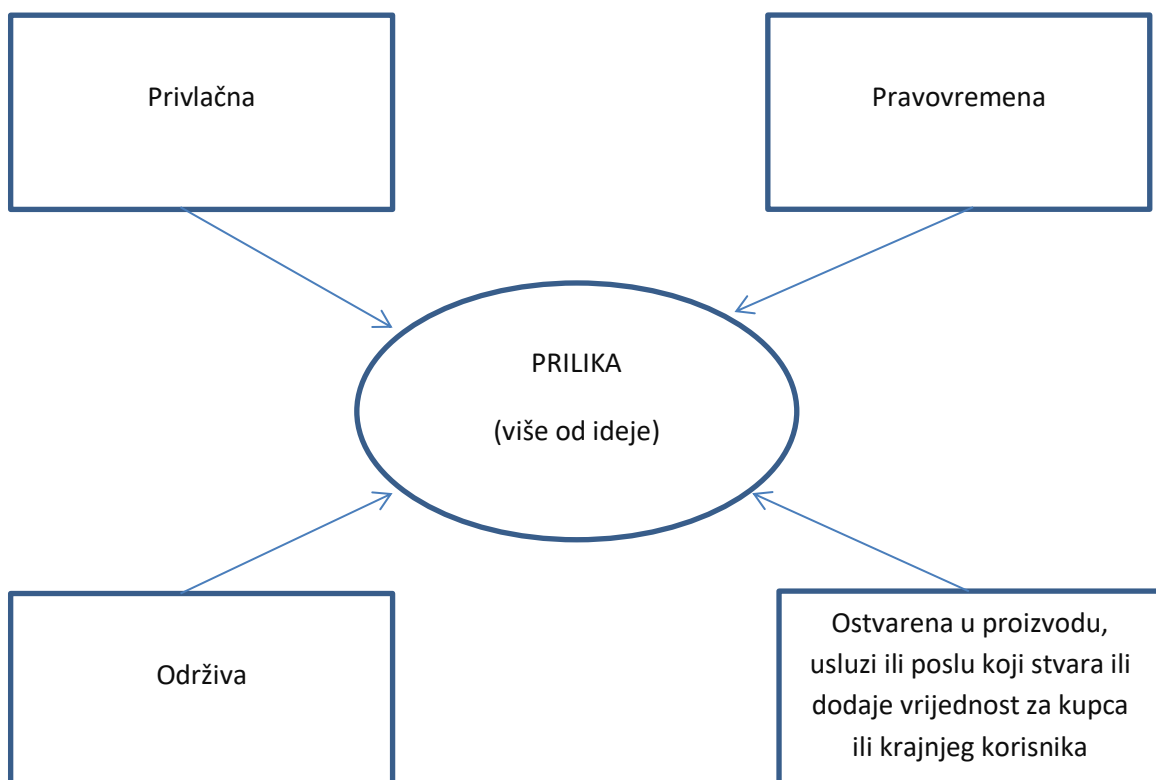 Privlačna
Pravovremena
PRILIKA
(više od ideje)
Održiva
Ostvarena u proizvodu,
usluzi ili poslu koji stvara ili
dodaje vrijednost za kupca
ili krajnjeg korisnika